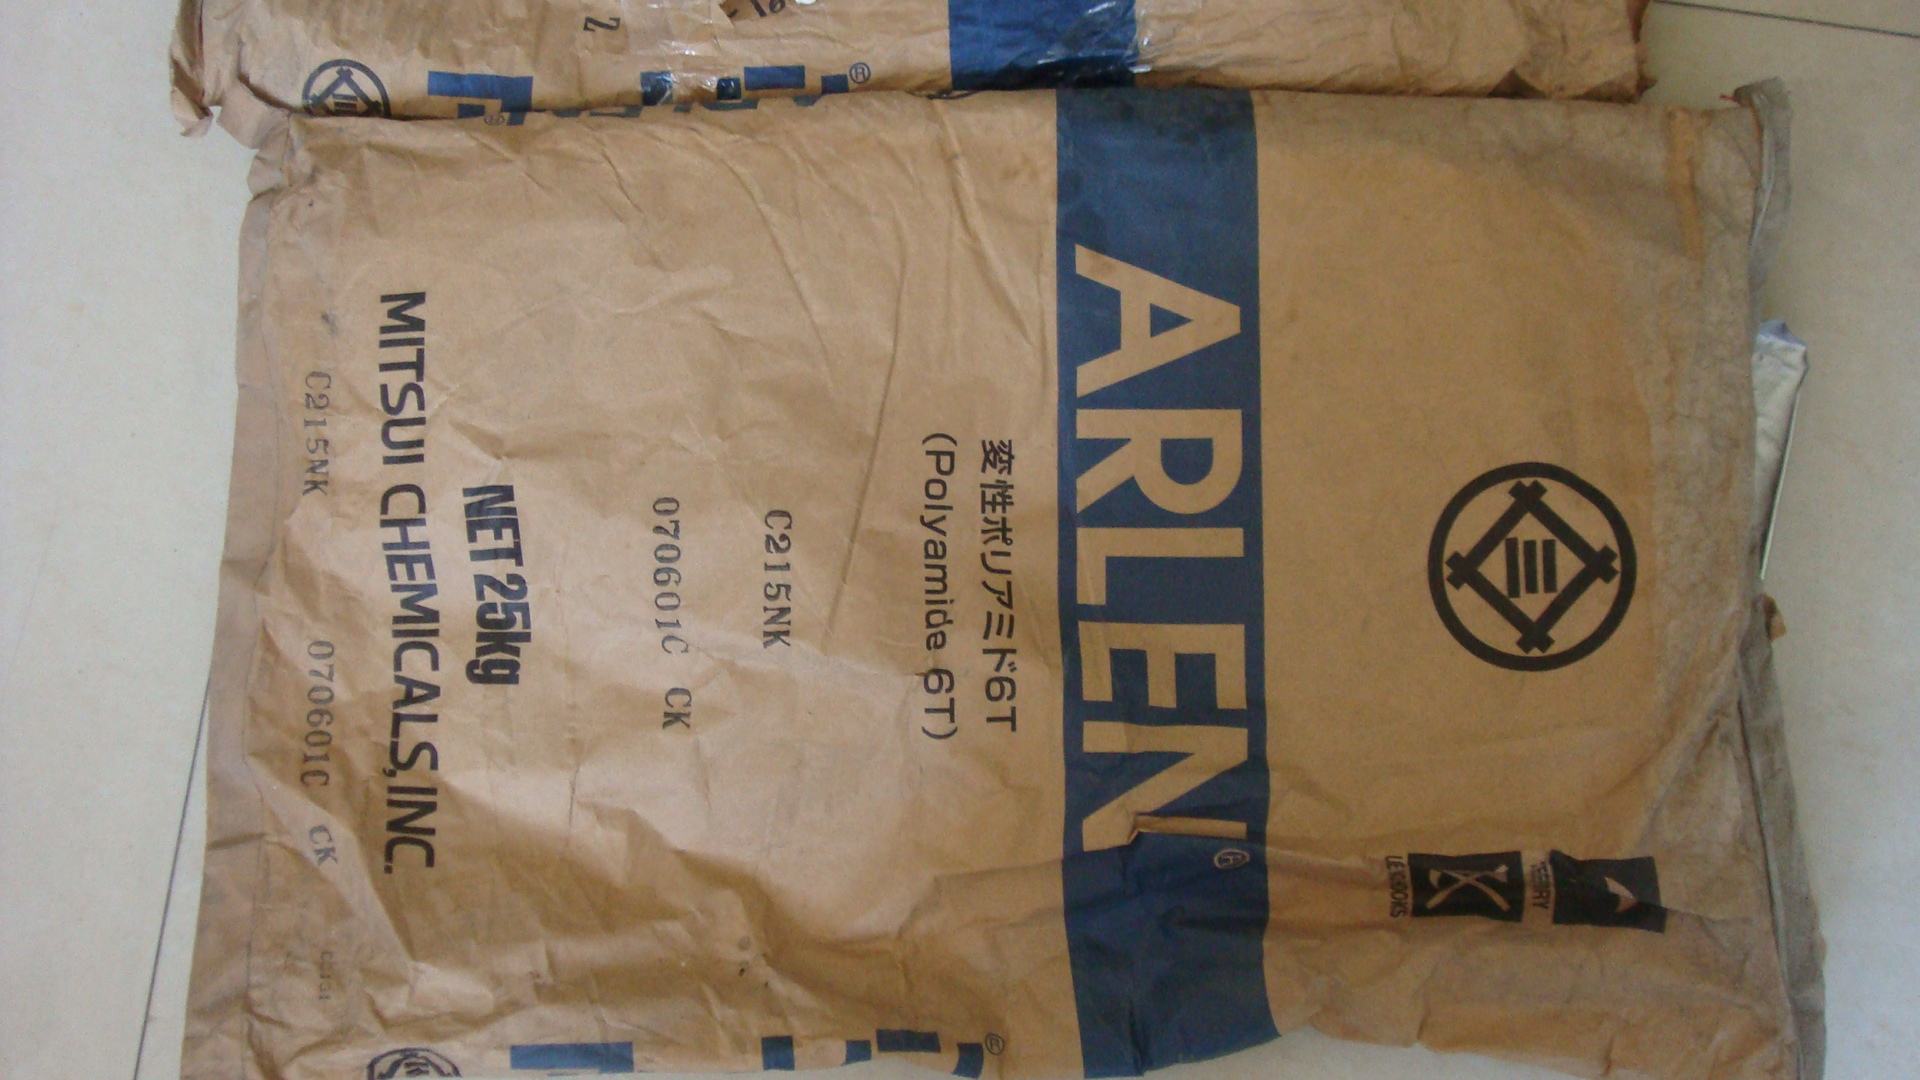 ARLEN®
変性ポリアミド6T
(Polyamide 6T)
C215NK
070601C CK
NET 25kg
MITSUI CHEMICALS, INC.
C215NK 070601C CK